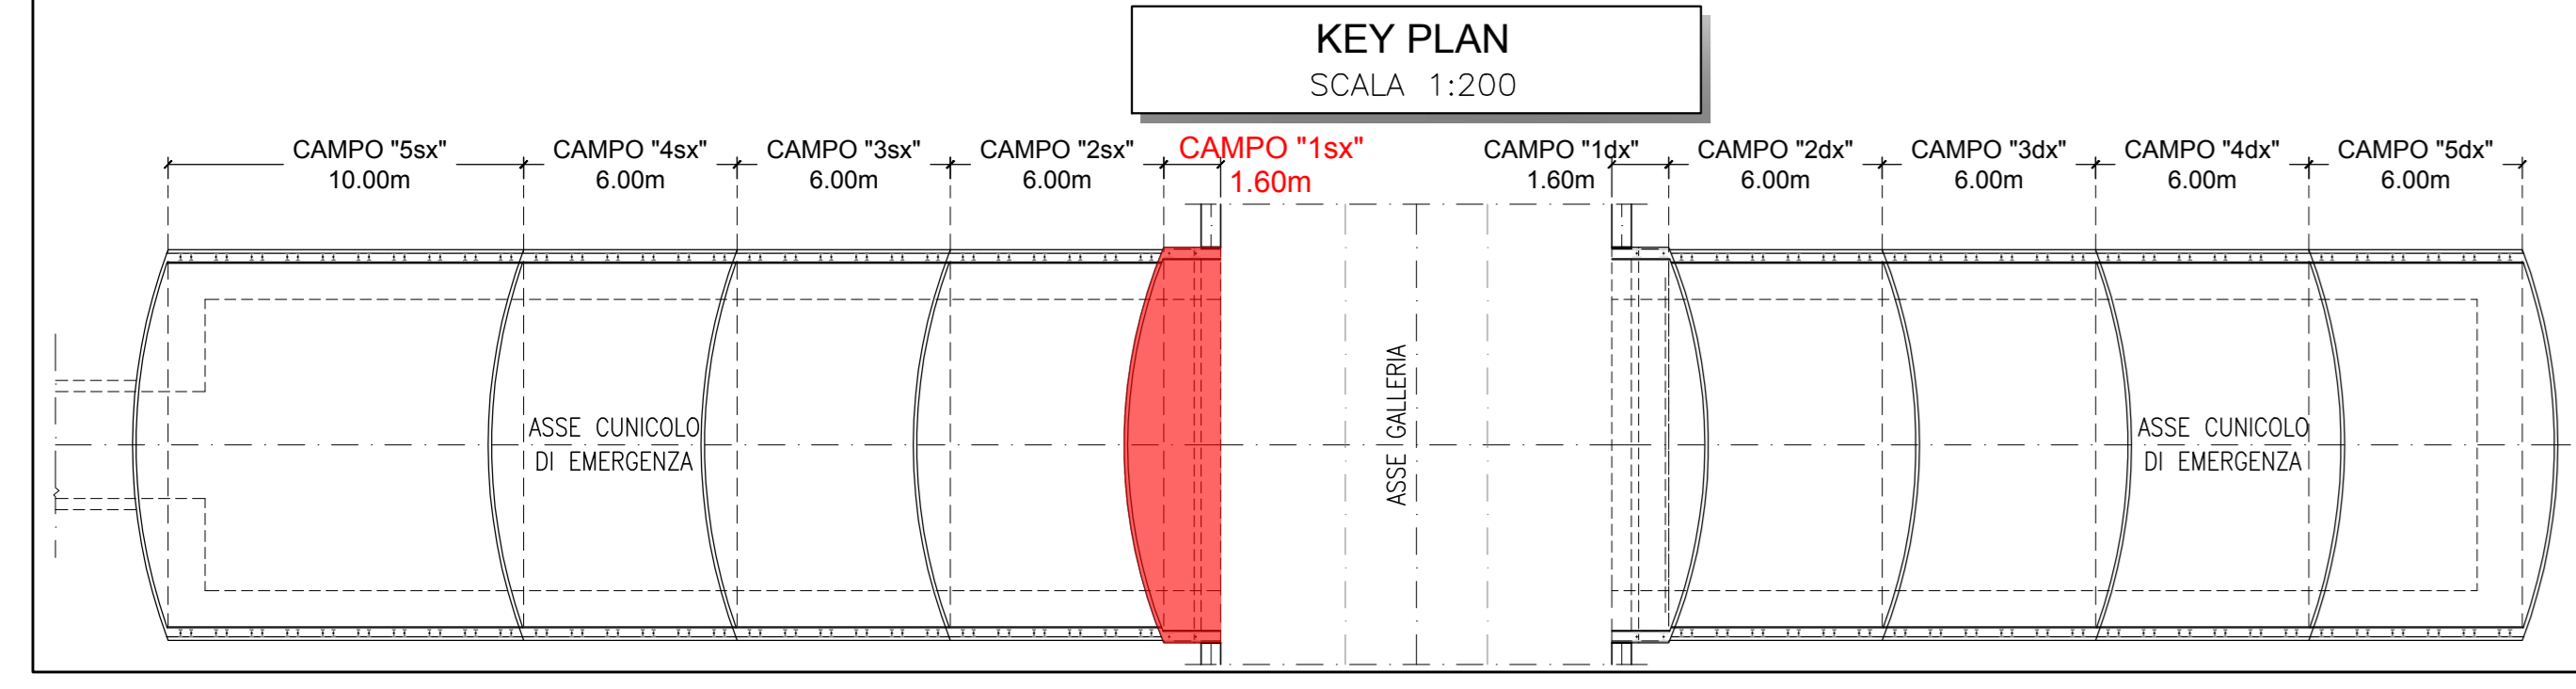 KEY PLAN
SCALA 1:200
CAMPO "5sx"
10.00m
CAMPO "4sx"
6.00m
CAMPO "3sx"
6.00m
CAMPO "2sx"
6.00m
CAMPO "1sx"
1.60m
CAMPO "1dx"
1.60m
CAMPO "2dx"
6.00m
CAMPO "3dx"
6.00m
CAMPO "4dx"
6.00m
CAMPO "5dx"
6.00m
ASSE CUNICOLO
DI EMERGENZA
ASSE GALLERIA
ASSE CUNICOLO
DI EMERGENZA